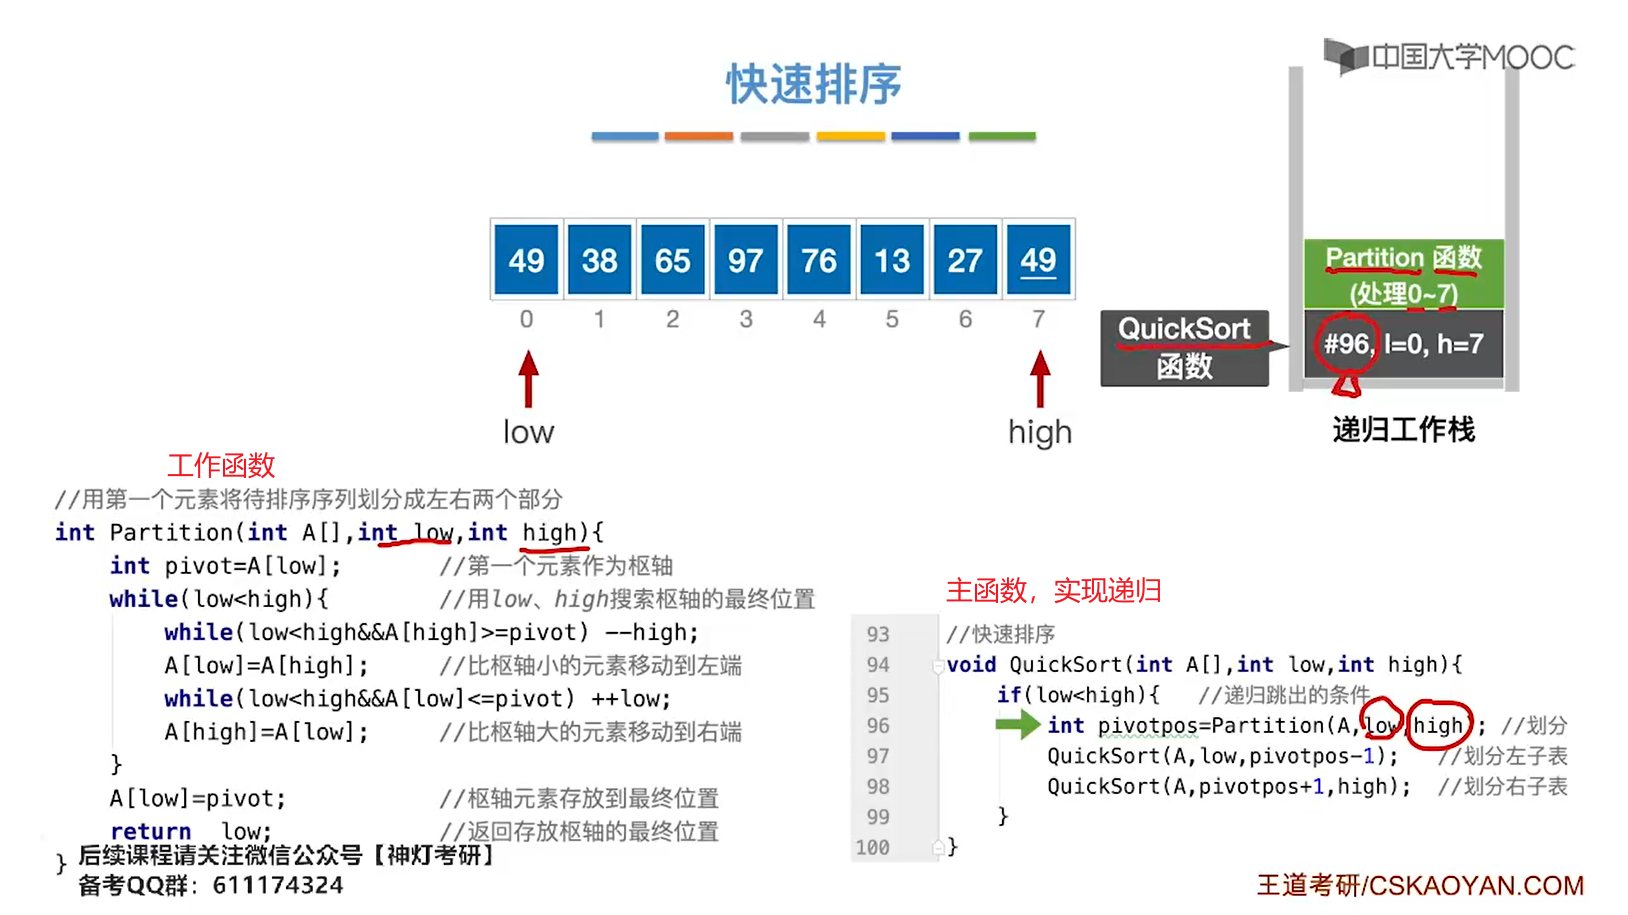 中国大学MOOC
快速排序
49 38 65 97 76 13 27 49
0 1 2 3 4 5 6 7
low high
Partition 函数
(处理0~7)
QuickSort
函数
#96, l=0, h=7
递归工作栈
工作函数
//用第一个元素将待排序序列划分成左右两个部分
int Partition(int A[],int low,int high){
int pivot=A[low]; //第一个元素作为枢轴
while(low<high){ //用low、high搜索枢轴的最终位置
while(low<high&&A[high]>=pivot) --high;
A[low]=A[high]; //比枢轴小的元素移动到左端
while(low<high&&A[low]<=pivot) ++low;
A[high]=A[low]; //比枢轴大的元素移动到右端
}
A[low]=pivot; //枢轴元素存放到最终位置
return low; //返回存放枢轴的最终位置
}
后续课程请关注微信公众号【神灯考研】
备考QQ群：611174324
主函数，实现递归
93 //快速排序
94 void QuickSort(int A[],int low,int high){
95 if(low<high){ //递归跳出的条件
96 int pivotpos=Partition(A,low,high); //划分
97 QuickSort(A,low,pivotpos-1); //划分左子表
98 QuickSort(A,pivotpos+1,high); //划分右子表
99 }
100 }
王道考研/CSKAOYAN.COM